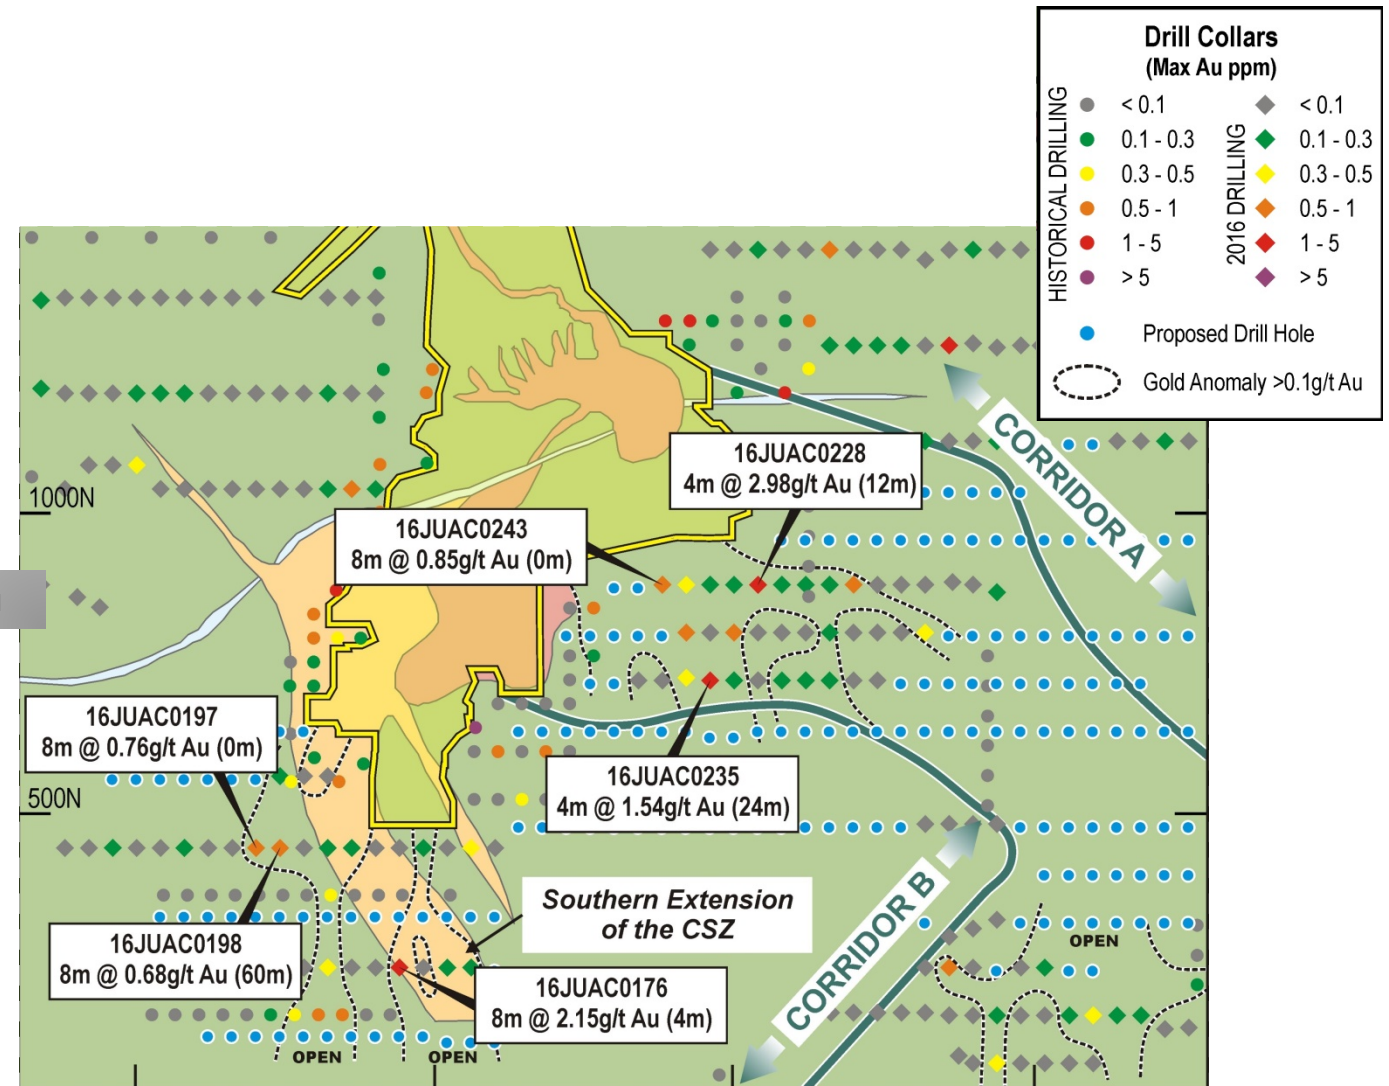 Drill Collars
(Max Au ppm)
HISTORICAL DRILLING
< 0.1
0.1 - 0.3
0.3 - 0.5
0.5 - 1
1 - 5
> 5
2016 DRILLING
< 0.1
0.1 - 0.3
0.3 - 0.5
0.5 - 1
1 - 5
> 5
Proposed Drill Hole
Gold Anomaly >0.1g/t Au
CORRIDOR A
16JUAC0228
4m @ 2.98g/t Au (12m)
1000N
16JUAC0243
8m @ 0.85g/t Au (0m)
16JUAC0197
8m @ 0.76g/t Au (0m)
16JUAC0235
4m @ 1.54g/t Au (24m)
500N
CORRIDOR B
Southern Extension
of the CSZ
16JUAC0198
8m @ 0.68g/t Au (60m)
OPEN
16JUAC0176
8m @ 2.15g/t Au (4m)
OPEN
OPEN